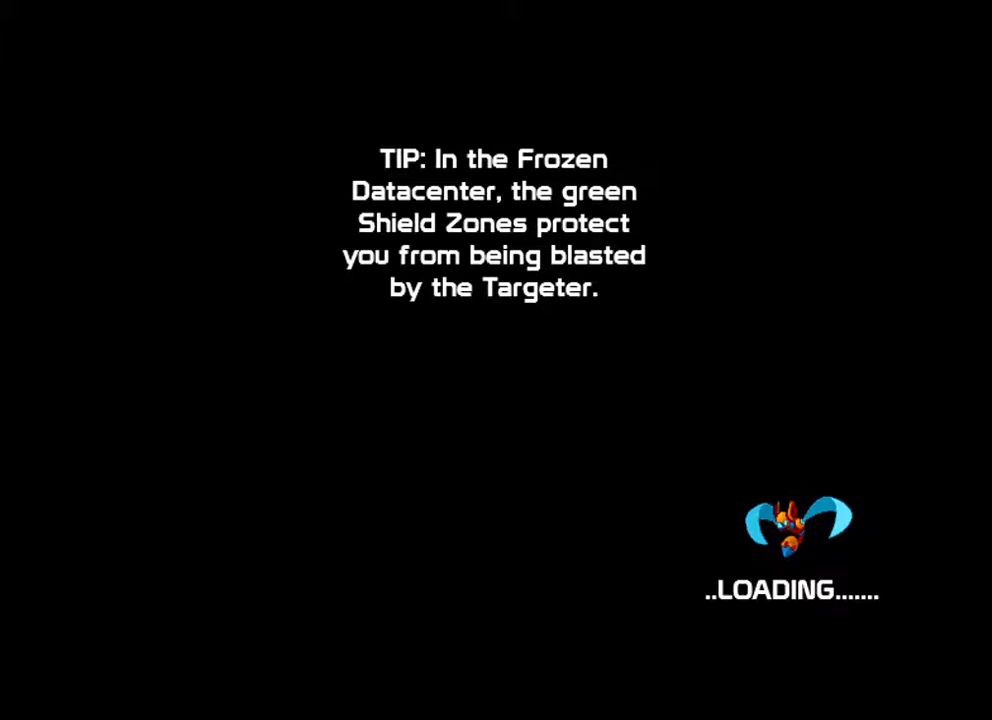 TIP: In the Frozen
Datacenter, the green
Shield Zones protect
you from being blasted
by the Targeter.
..LOADING.......